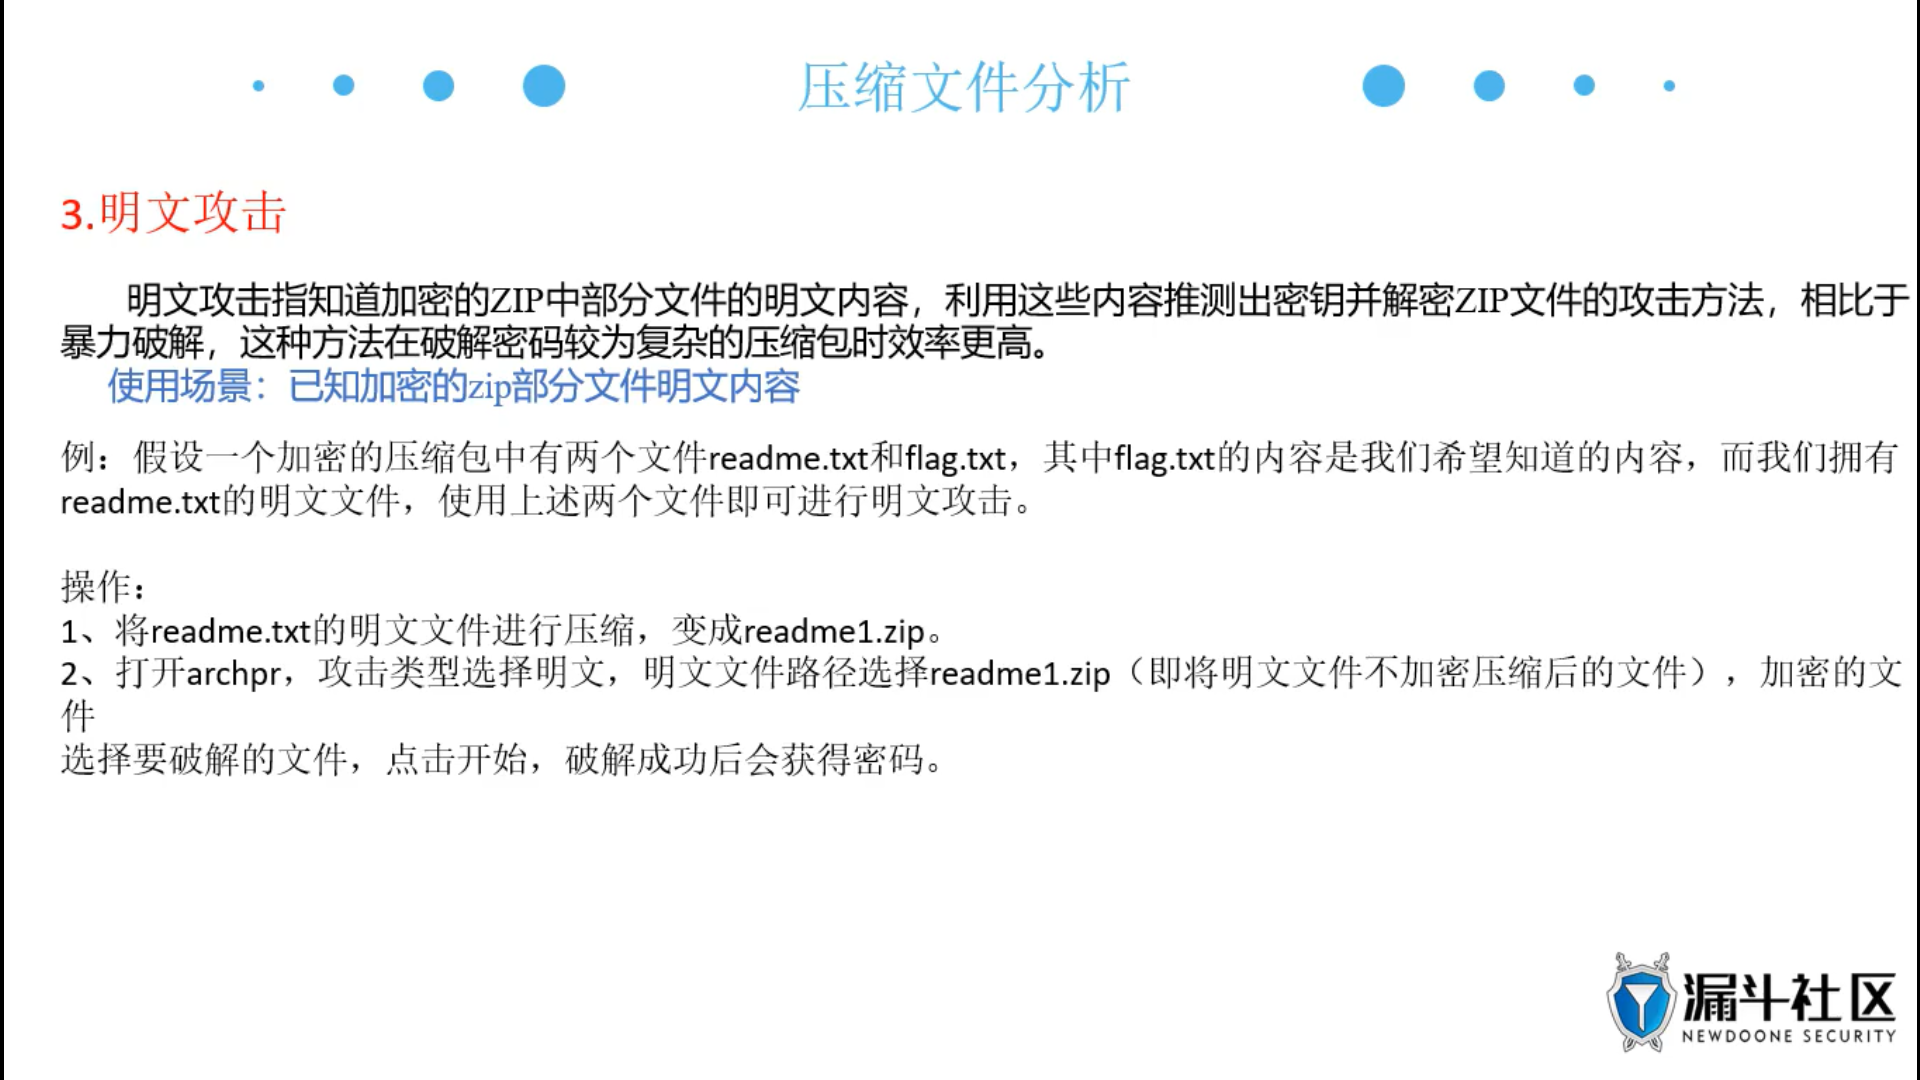 压缩文件分析
3.明文攻击
明文攻击指知道加密的ZIP中部分文件的明文内容，利用这些内容推测出密钥并解密ZIP文件的攻击方法，相比于
暴力破解，这种方法在破解密码较为复杂的压缩包时效率更高。
使用场景：已知加密的zip部分文件明文内容
例：假设一个加密的压缩包中有两个文件readme.txt和flag.txt，其中flag.txt的内容是我们希望知道的内容，而我们拥有
readme.txt的明文文件，使用上述两个文件即可进行明文攻击。
操作：
1、将readme.txt的明文文件进行压缩，变成readme1.zip。
2、打开archpr，攻击类型选择明文，明文文件路径选择readme1.zip（即将明文文件不加密压缩后的文件），加密的文
件
选择要破解的文件，点击开始，破解成功后会获得密码。
漏斗社区
NEWDOONE SECURITY